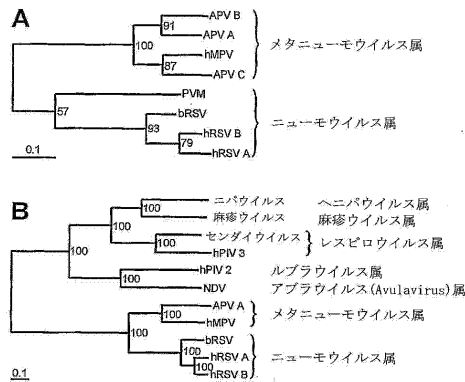 A
APV B
91
APV A
100
hMPV
メタニューモウイルス属
87
APV C
PVM
57
bRSV
ニューモウイルス属
93
hRSV B
79
hRSV A
0.1
B
ニパウイルス ヘニパウイルス属
100
麻疹ウイルス 麻疹ウイルス属
100
センダイウイルス
レスピロウイルス属
100
hPIV 3
100
hPIV 2 ルブラウイルス属
100
NDV アブラウイルス(Avulavirus)属
APV A
メタニューモウイルス属
100
hMPV
100
bRSV
100
hRSV A ニューモウイルス属
100
hRSV B
0.1